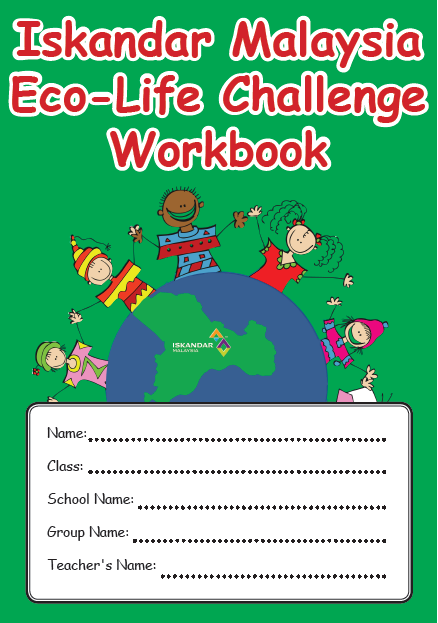 Iskandar Malaysia
Eco-Life Challenge
Workbook
ISKANDAR
MALAYSIA
Name:
Class:
School Name:
Group Name:
Teacher's Name: